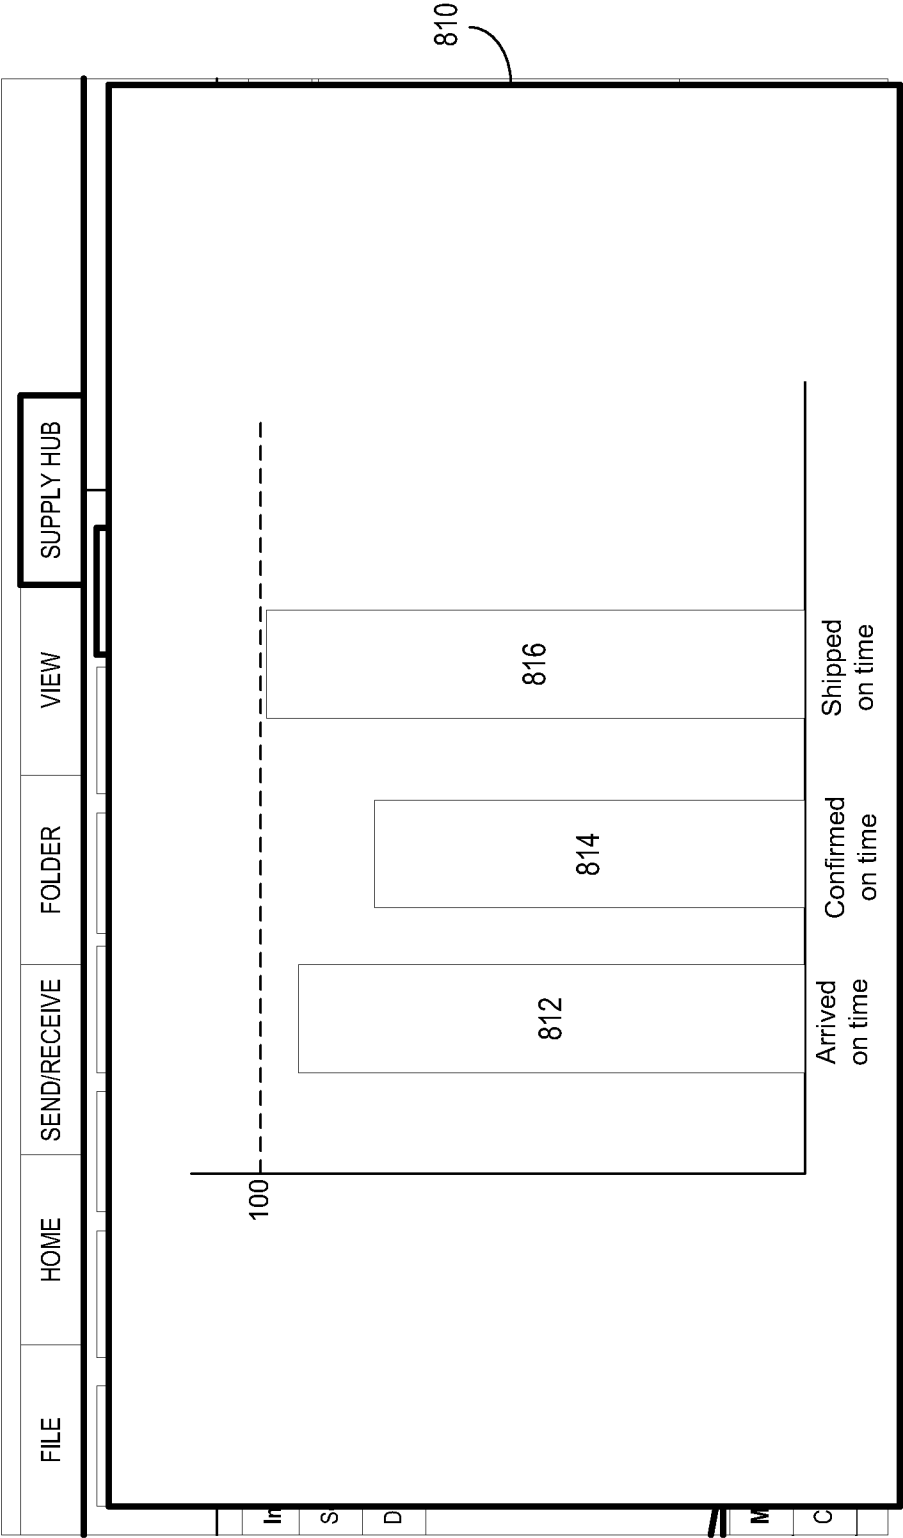 FILE
HOME
SEND/RECEIVE
FOLDER
VIEW
SUPPLY HUB
810
100
812
814
816
Arrived
on time
Confirmed
on time
Shipped
on time